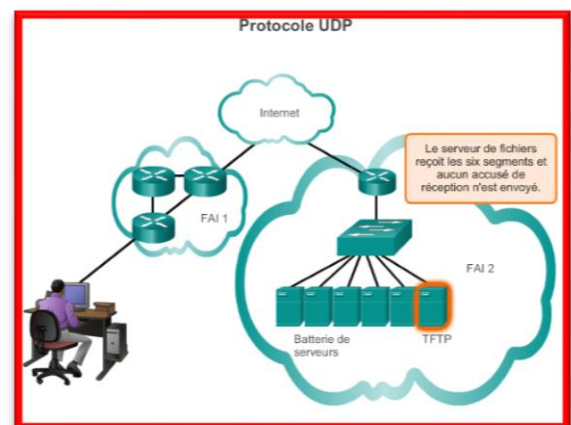 Protocole UDP
Internet
Le serveur de fichiers
reçoit les six segments et
aucun accusé de
réception n'est envoyé.
FAI 1
FAI 2
Batterie de
serveurs
TFTP